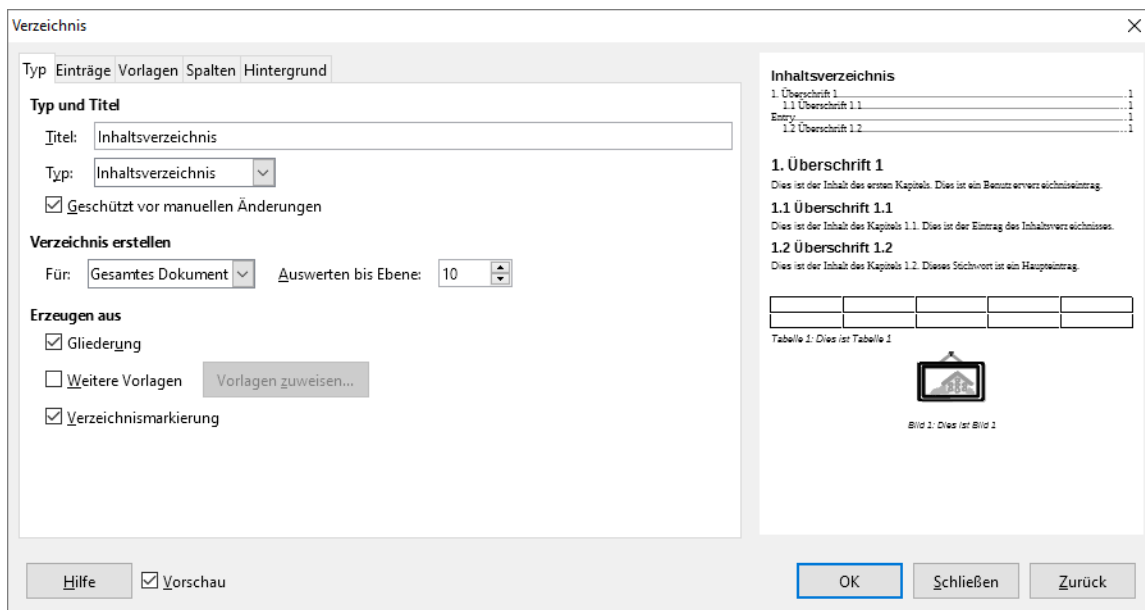 Verzeichnis
Typ Einträge Vorlagen Spalten Hintergrund
Typ und Titel
Titel: Inhaltsverzeichnis
Typ: Inhaltsverzeichnis
Geschützt vor manuellen Änderungen
Verzeichnis erstellen
Für: Gesamtes Dokument Auswerten bis Ebene: 10
Erzeugen aus
Gliederung
Weitere Vorlagen Vorlagen zuweisen...
Verzeichnismarkierung
Inhaltsverzeichnis
1. Überschrift 1 1
1.1 Überschrift 1.1 1
Entry 1
1.2 Überschrift 1.2 1
1. Überschrift 1
Dies ist der Inhalt des ersten Kapitels. Dies ist ein Benutzerverzeichniseintrag.
1.1 Überschrift 1.1
Dies ist der Inhalt des Kapitels 1.1. Dies ist der Eintrag des Inhaltsverzeichnisses.
1.2 Überschrift 1.2
Dies ist der Inhalt des Kapitels 1.2. Dieses Stichwort ist ein Haupteintrag.
Tabelle 1: Dies ist Tabelle 1
Bild 1: Dies ist Bild 1
Hilfe Vorschau OK Schließen Zurück